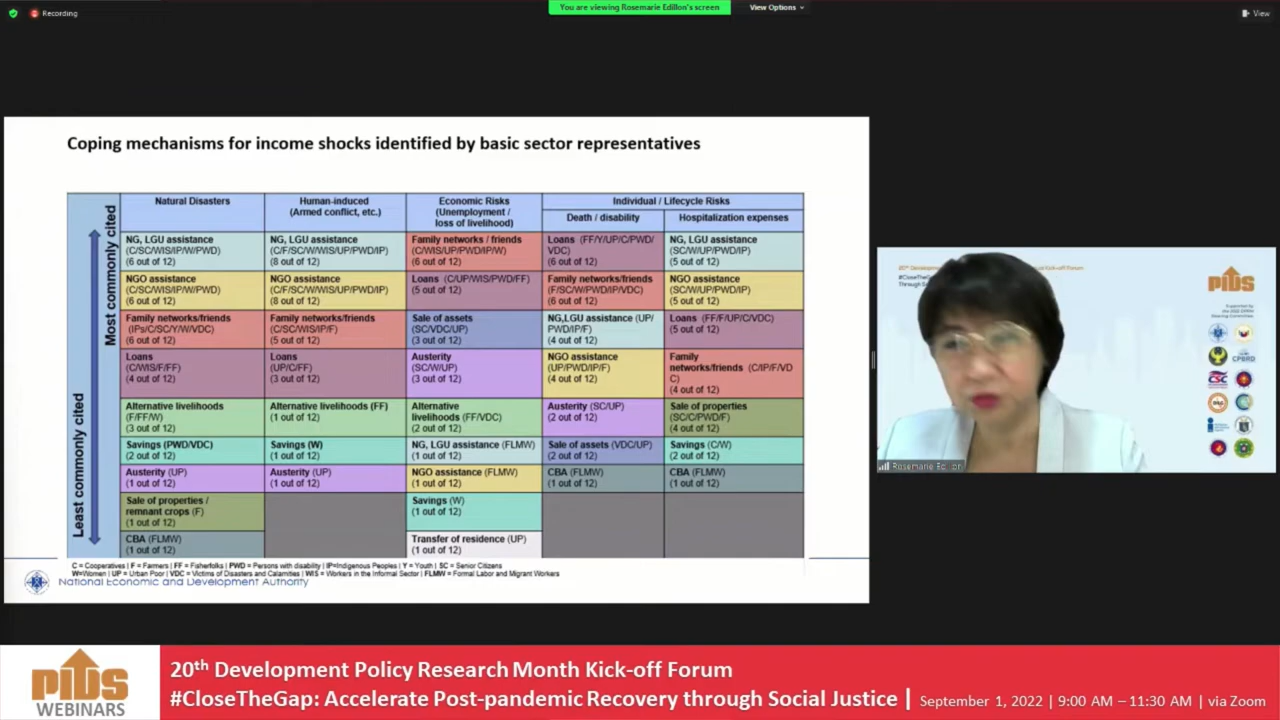 Recording
You are viewing Rosemarie Edillon's screen
View Options
View
Coping mechanisms for income shocks identified by basic sector representatives
Most commonly cited
Least commonly cited
Natural Disasters
Human-induced
(Armed conflict, etc.)
Economic Risks
(Unemployment /
loss of livelihood)
Individual / Lifecycle Risks
Death / disability
Hospitalization expenses
NG, LGU assistance
(C/SC/WIS/IP/W/PWD)
(6 out of 12)
NG, LGU assistance
(C/F/SC/W/WIS/UP/PWD/IP)
(8 out of 12)
Family networks / friends
(C/WIS/UP/PWD/IP/W)
(6 out of 12)
Loans (FF/Y/UP/C/PWD/
VDC)
(6 out of 12)
NG, LGU assistance
(SC/W/UP/PWD/IP)
(5 out of 12)
NGO assistance
(C/SC/WIS/IP/W/PWD)
(6 out of 12)
NGO assistance
(C/F/SC/W/WIS/UP/PWD/IP)
(8 out of 12)
Loans (C/UP/WIS/PWD/FF)
(5 out of 12)
Family networks/friends
(F/SC/W/PWD/IP/VDC)
(6 out of 12)
NGO assistance
(SC/W/UP/PWD/IP)
(5 out of 12)
Family networks/friends
(IPs/C/SC/Y/W/VDC)
(6 out of 12)
Family networks/friends
(C/SC/WIS/IP/F)
(5 out of 12)
Sale of assets
(SC/VDC/UP)
(3 out of 12)
NG,LGU assistance (UP/
PWD/IP/F)
(4 out of 12)
Loans (FF/F/UP/C/VDC)
(5 out of 12)
Loans
(C/WIS/F/FF)
(4 out of 12)
Loans
(UP/C/FF)
(3 out of 12)
Austerity
(SC/W/UP)
(3 out of 12)
NGO assistance
(UP/PWD/IP/F)
(4 out of 12)
Family
networks/friends (C/IP/F/VD
C)
(4 out of 12)
Alternative livelihoods
(F/FF/W)
(3 out of 12)
Alternative livelihoods (FF)
(1 out of 12)
Alternative
livelihoods (FF/VDC)
(2 out of 12)
Austerity (SC/UP)
(2 out of 12)
Sale of properties
(SC/C/PWD/F)
(4 out of 12)
Savings (PWD/VDC)
(2 out of 12)
Savings (W)
(1 out of 12)
NG, LGU assistance (FLMW)
(1 out of 12)
Sale of assets (VDC/UP)
(2 out of 12)
Savings (C/W)
(2 out of 12)
Austerity (UP)
(1 out of 12)
Austerity (UP)
(1 out of 12)
NGO assistance (FLMW)
(1 out of 12)
CBA (FLMW)
(1 out of 12)
CBA (FLMW)
(1 out of 12)
Sale of properties /
remnant crops (F)
(1 out of 12)
Savings (W)
(1 out of 12)
CBA (FLMW)
(1 out of 12)
Transfer of residence (UP)
(1 out of 12)
C = Cooperatives | F = Farmers | FF = Fisherfolks | PWD = Persons with disability | IP=Indigenous Peoples | Y = Youth | SC = Senior Citizens
W=Women | UP = Urban Poor | VDC = Victims of Disasters and Calamities | WIS = Workers in the Informal Sector | FLMW = Formal Labor and Migrant Workers
National Economic and Development Authority
Kick-off Forum
#Close
Through
PIDS
Supported by
CPBRD
CSC
Rosemarie
PIDS
WEBINARS
20th Development Policy Research Month Kick-off Forum
#CloseTheGap: Accelerate Post-pandemic Recovery through Social Justice | September 1, 2022 | 9:00 AM – 11:30 AM | via Zoom